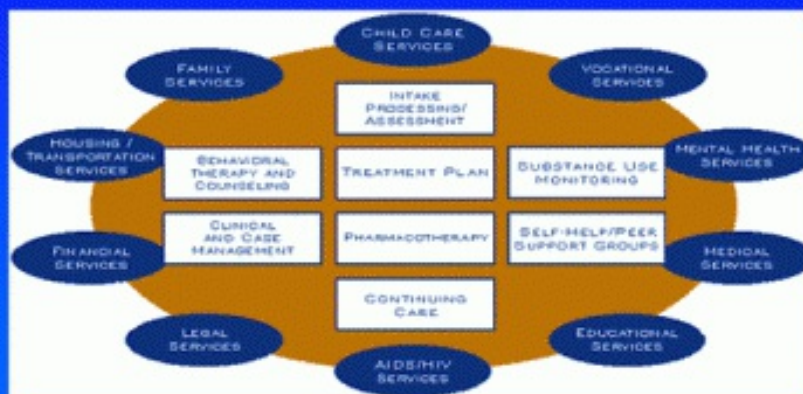 CHILD CARE
SERVICES
FAMILY
SERVICES
VOCATIONAL
SERVICES
INTAKE
PROCESSING/
ASSESSMENT
HOUSING /
TRANSPORTATION
SERVICES
BEHAVIORAL
THERAPY AND
COUNSELING
TREATMENT PLAN
SUBSTANCE USE
MONITORING
MENTAL HEALTH
SERVICES
FINANCIAL
SERVICES
CLINICAL
AND CASE
MANAGEMENT
PHARMACOTHERAPY
SELF-HELP/PEER
SUPPORT GROUPS
MEDICAL
SERVICES
CONTINUING
CARE
LEGAL
SERVICES
EDUCATIONAL
SERVICES
AIDS/HIV
SERVICES